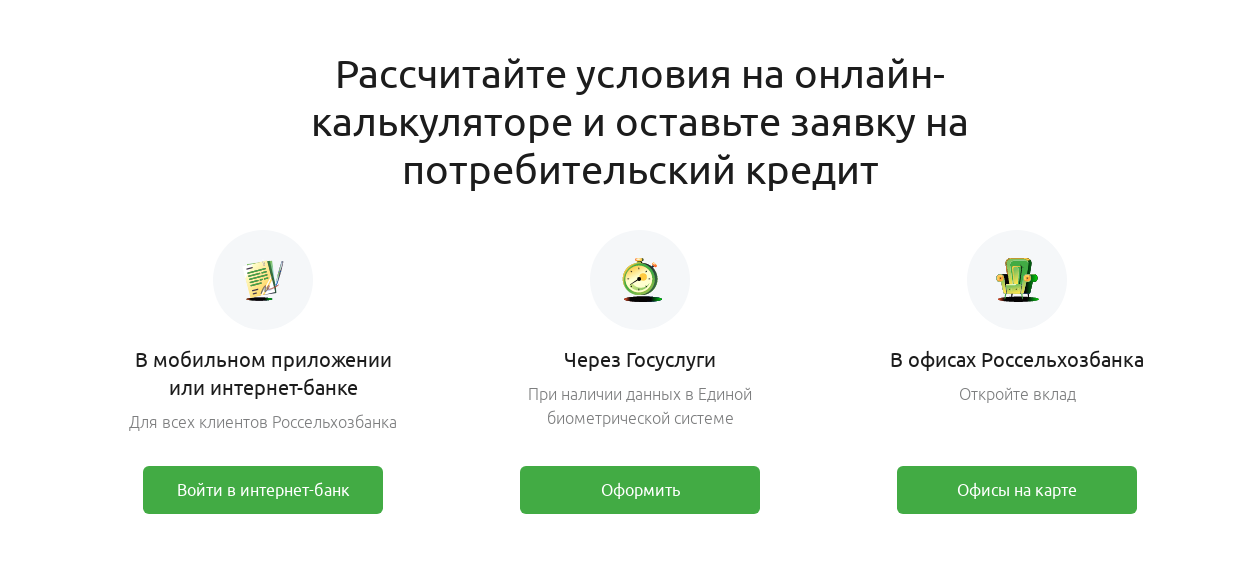 Рассчитайте условия на онлайн-
калькуляторе и оставьте заявку на
потребительский кредит
В мобильном приложении
или интернет-банке
Для всех клиентов Россельхозбанка
Войти в интернет-банк
Через Госуслуги
При наличии данных в Единой
биометрической системе
Оформить
В офисах Россельхозбанка
Откройте вклад
Офисы на карте